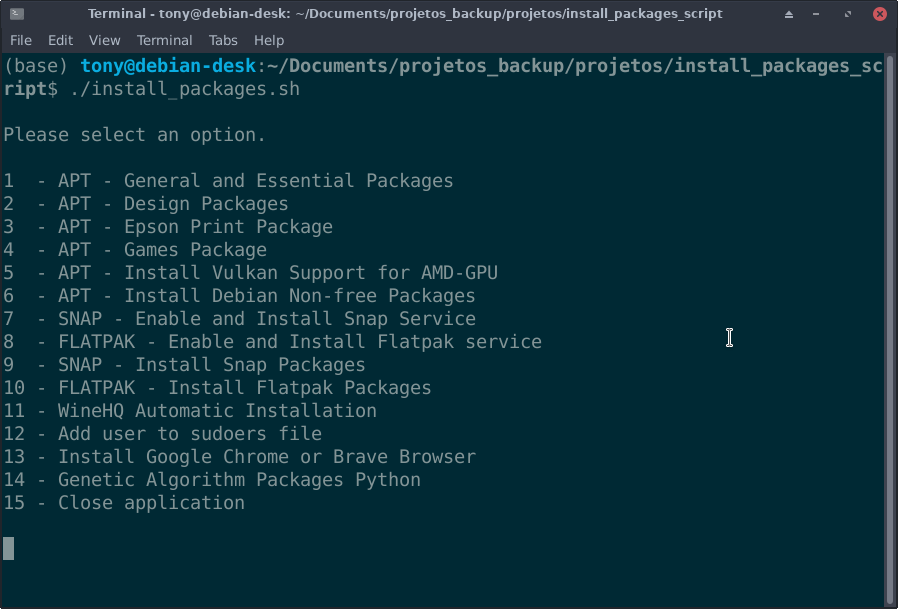 Terminal - tony@debian-desk: ~/Documents/projetos_backup/projetos/install_packages_script
File Edit View Terminal Tabs Help
(base) tony@debian-desk:~/Documents/projetos_backup/projetos/install_packages_sc
ript$ ./install_packages.sh
Please select an option.
1  - APT - General and Essential Packages
2  - APT - Design Packages
3  - APT - Epson Print Package
4  - APT - Games Package
5  - APT - Install Vulkan Support for AMD-GPU
6  - APT - Install Debian Non-free Packages
7  - SNAP - Enable and Install Snap Service
8  - FLATPAK - Enable and Install Flatpak service
9  - SNAP - Install Snap Packages
10 - FLATPAK - Install Flatpak Packages
11 - WineHQ Automatic Installation
12 - Add user to sudoers file
13 - Install Google Chrome or Brave Browser
14 - Genetic Algorithm Packages Python
15 - Close application